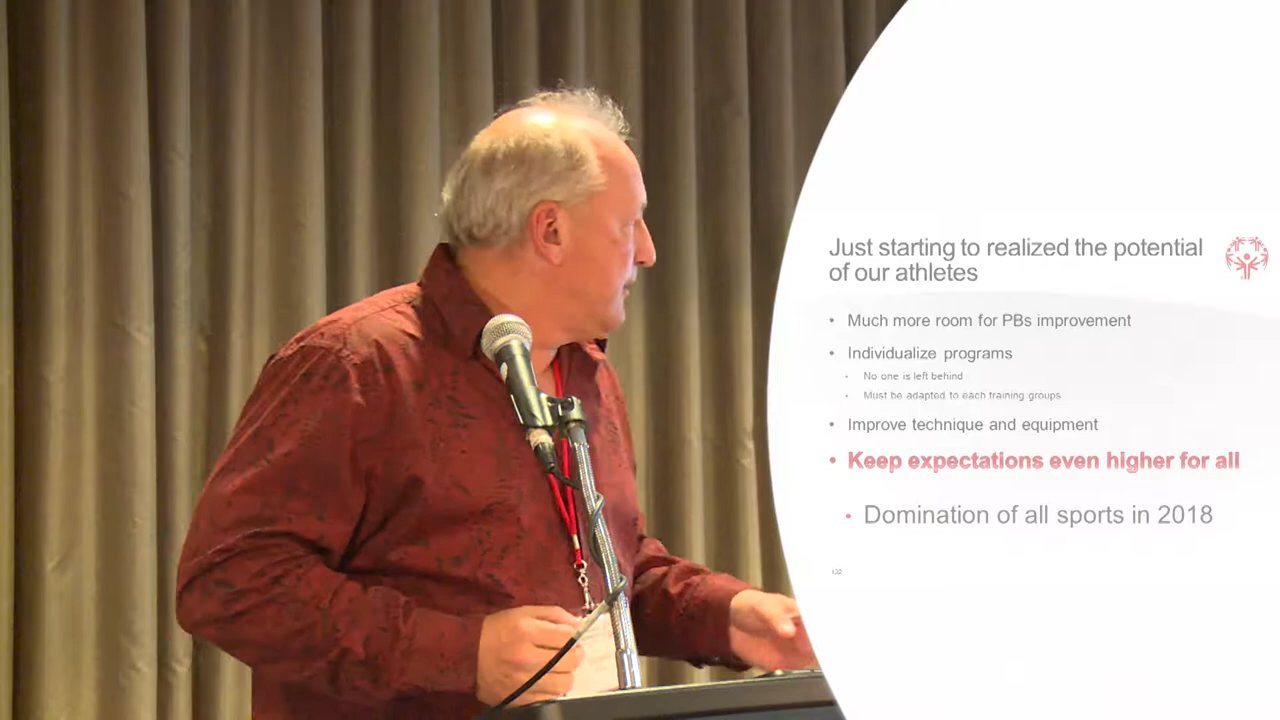 Just starting to realized the potential
of our athletes
• Much more room for PBs improvement
• Individualize programs
• No one is left behind
• Must be adapted to each training groups
• Improve technique and equipment
• Keep expectations even higher for all
• Domination of all sports in 2018
132